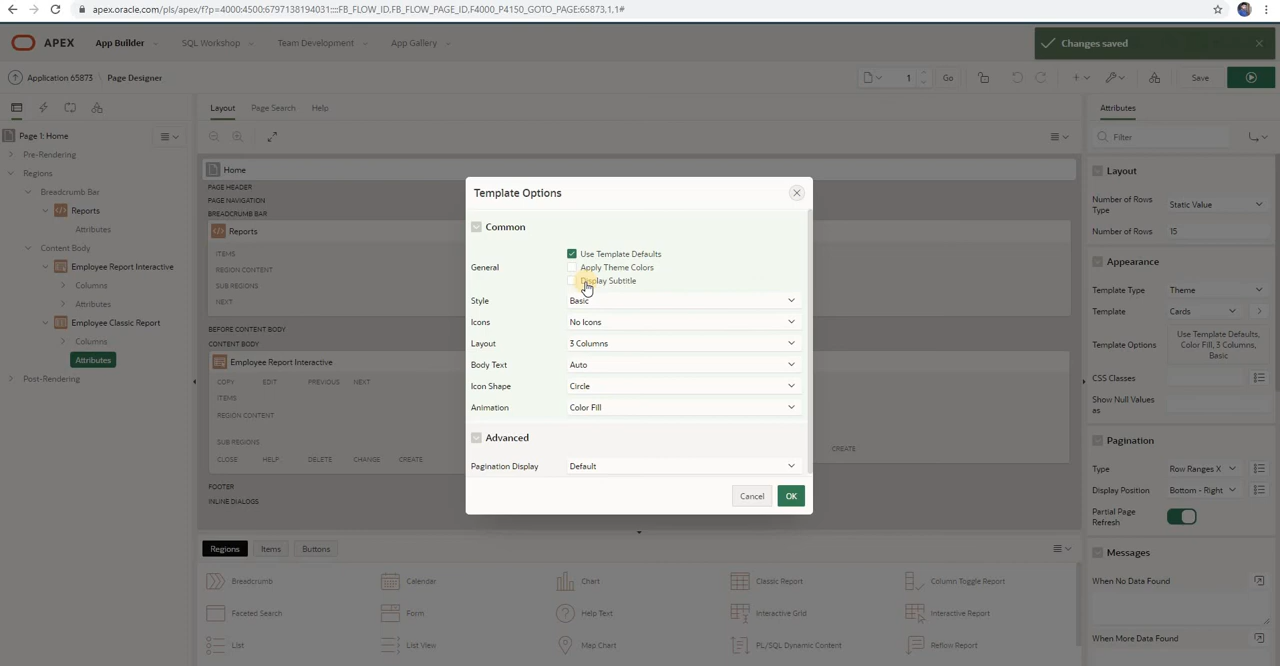 apex.oracle.com/pls/apex/f?p=4000:4500:6797138194031::::FB_FLOW_ID,FB_FLOW_PAGE_ID,F4000_P4150_GOTO_PAGE:65873,1,1#
APEX App Builder SQL Workshop Team Development App Gallery
Changes saved
Application 65873 Page Designer
1 Go Save
Layout Page Search Help
Attributes
Filter
Page 1: Home
Pre-Rendering
Regions
Breadcrumb Bar
Reports
Attributes
Content Body
Employee Report Interactive
Columns
Attributes
Employee Classic Report
Columns
Attributes
Post-Rendering
Home
PAGE HEADER
PAGE NAVIGATION
BREADCRUMB BAR
Reports
ITEMS
REGION CONTENT
SUB REGIONS
NEXT
BEFORE CONTENT BODY
CONTENT BODY
Employee Report Interactive
COPY EDIT PREVIOUS NEXT
ITEMS
REGION CONTENT
SUB REGIONS
CLOSE HELP DELETE CHANGE CREATE
CREATE
FOOTER
INLINE DIALOGS
Template Options
Common
General
Use Template Defaults
Apply Theme Colors
Display Subtitle
Style Basic
Icons No Icons
Layout 3 Columns
Body Text Auto
Icon Shape Circle
Animation Color Fill
Advanced
Pagination Display Default
Cancel OK
Regions Items Buttons
Breadcrumb Calendar Chart Classic Report Column Toggle Report
Faceted Search Form Help Text Interactive Grid Interactive Report
List List View Map Chart PL/SQL Dynamic Content Reflow Report
Layout
Number of Rows Type Static Value
Number of Rows 15
Appearance
Template Type Theme
Template Cards
Template Options
Use Template Defaults,
Color Fill, 3 Columns,
Basic
CSS Classes
Show Null Values
as
Pagination
Type Row Ranges X
Display Position Bottom - Right
Partial Page
Refresh
Messages
When No Data Found
When More Data Found